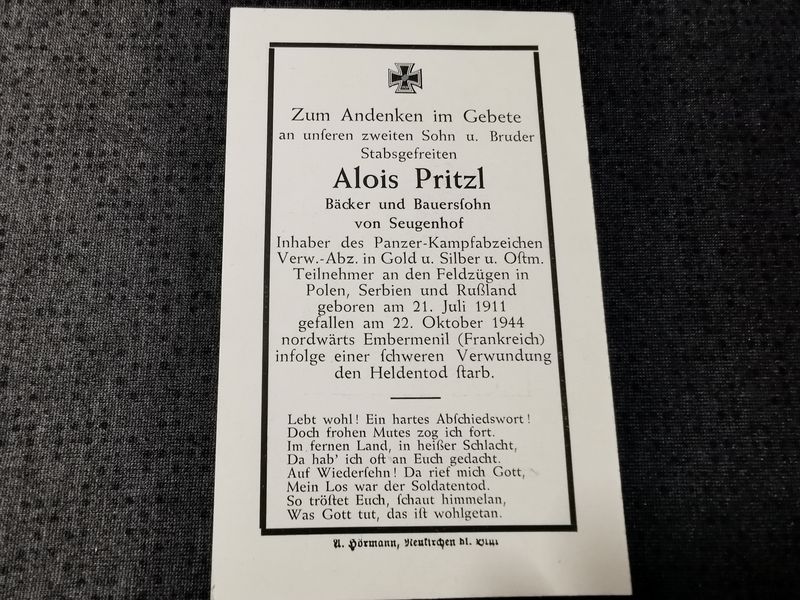 Zum Andenken im Gebete
an unſeren zweiten Sohn u. Bruder
Stabsgefreiten
Alois Pritzl
Bäcker und Bauersſohn
von Seugenhof
Inhaber des Panzer-Kampfabzeichen
Verw.-Abz. in Gold u. Silber u. Oſtm.
Teilnehmer an den Feldzügen in
Polen, Serbien und Rußland
geboren am 21. Juli 1911
gefallen am 22. Oktober 1944
nordwärts Embermenil (Frankreich)
infolge einer ſchweren Verwundung
den Heldentod ſtarb.
Lebt wohl! Ein hartes Abſchiedswort!
Doch frohen Mutes zog ich fort.
Im fernen Land, in heißer Schlacht,
Da hab' ich oft an Euch gedacht.
Auf Wiederſehn! Da rief mich Gott,
Mein Los war der Soldatentod.
So tröſtet Euch, ſchaut himmelan,
Was Gott tut, das iſt wohlgetan.
A. Hörmann, Neukirchen hl.